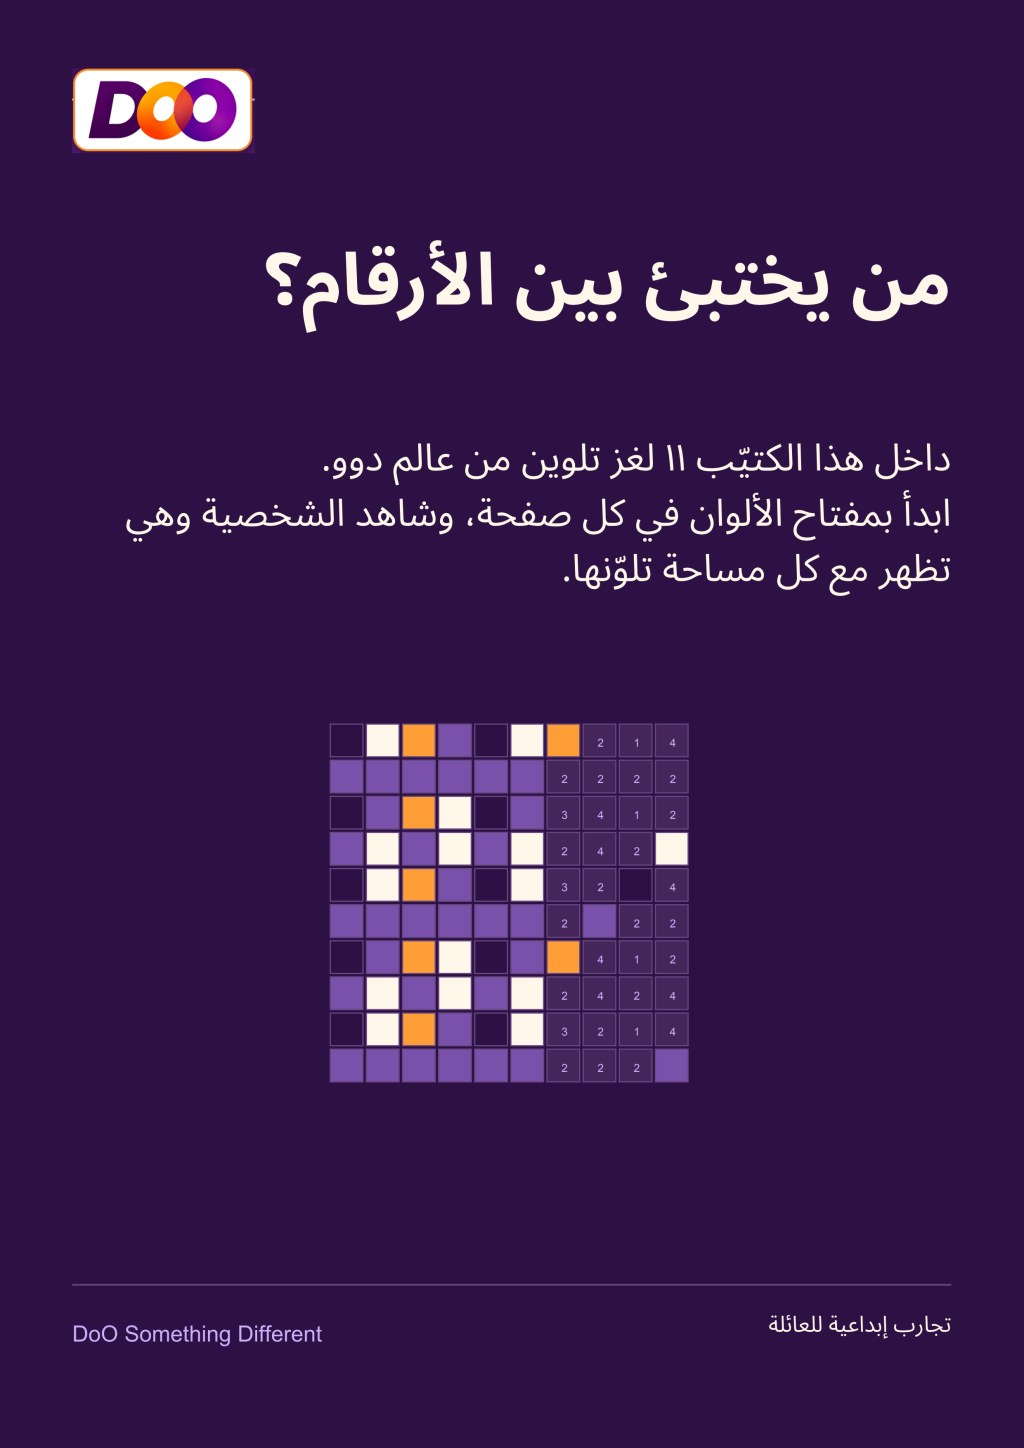 DOO
من يختبئ بين الأرقام؟
داخل هذا الكتيّب ١١ لغز تلوين من عالم دوو.
ابدأ بمفتاح الألوان في كل صفحة، وشاهد الشخصية وهي
تظهر مع كل مساحة تلوّنها.
2 1 4
2 2 2 2
3 4 1 2
2 4 2
3 2 4
2 2 2
4 1 2
2 4 2 4
3 2 1 4
2 2 2
تجارب إبداعية للعائلة
DoO Something Different